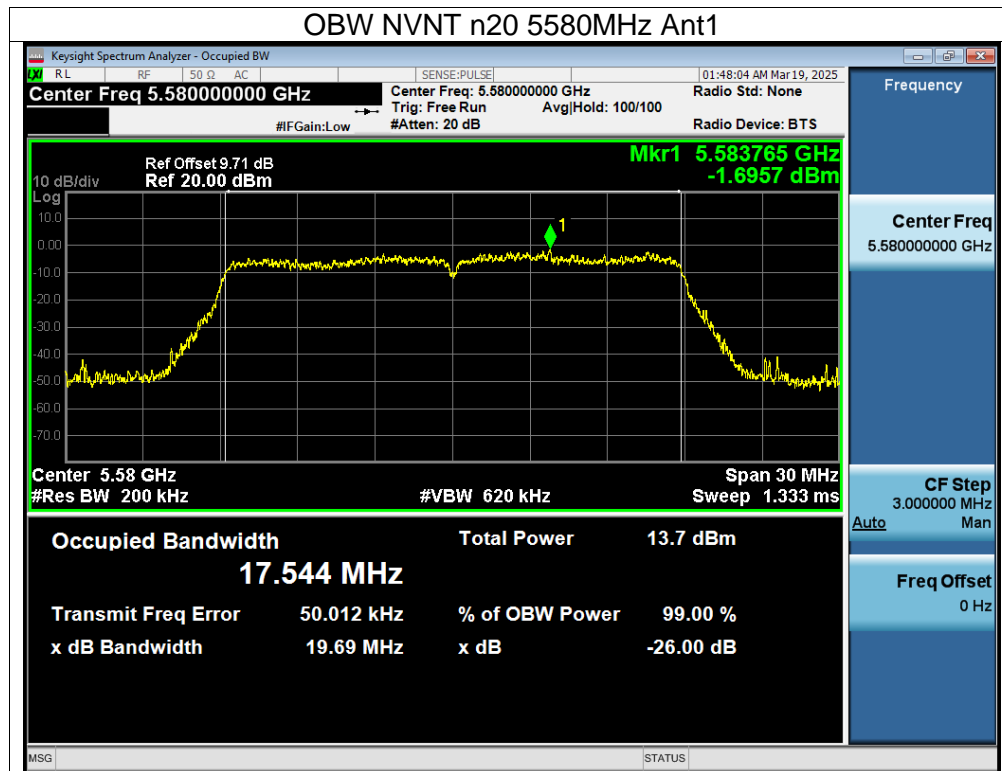 OBW NVNT n20 5580MHz Ant1
Keysight Spectrum Analyzer - Occupied BW
LXI RL RF 50 Ω AC SENSE:PULSE 01:48:04 AM Mar 19, 2025
Center Freq 5.580000000 GHz
Center Freq: 5.580000000 GHz
Radio Std: None
Trig: Free Run Avg|Hold: 100/100
#IFGain:Low #Atten: 20 dB Radio Device: BTS
Frequency
Mkr1 5.583765 GHz
-1.6957 dBm
Ref Offset 9.71 dB
10 dB/div Ref 20.00 dBm
Log
10.0
1
0.00
-10.0
-20.0
-30.0
-40.0
-50.0
-60.0
-70.0
Center 5.58 GHz Span 30 MHz
#Res BW 200 kHz #VBW 620 kHz Sweep 1.333 ms
Center Freq
5.580000000 GHz
CF Step
3.000000 MHz
Auto Man
Freq Offset
0 Hz
Occupied Bandwidth Total Power 13.7 dBm
17.544 MHz
Transmit Freq Error 50.012 kHz % of OBW Power 99.00 %
x dB Bandwidth 19.69 MHz x dB -26.00 dB
MSG STATUS